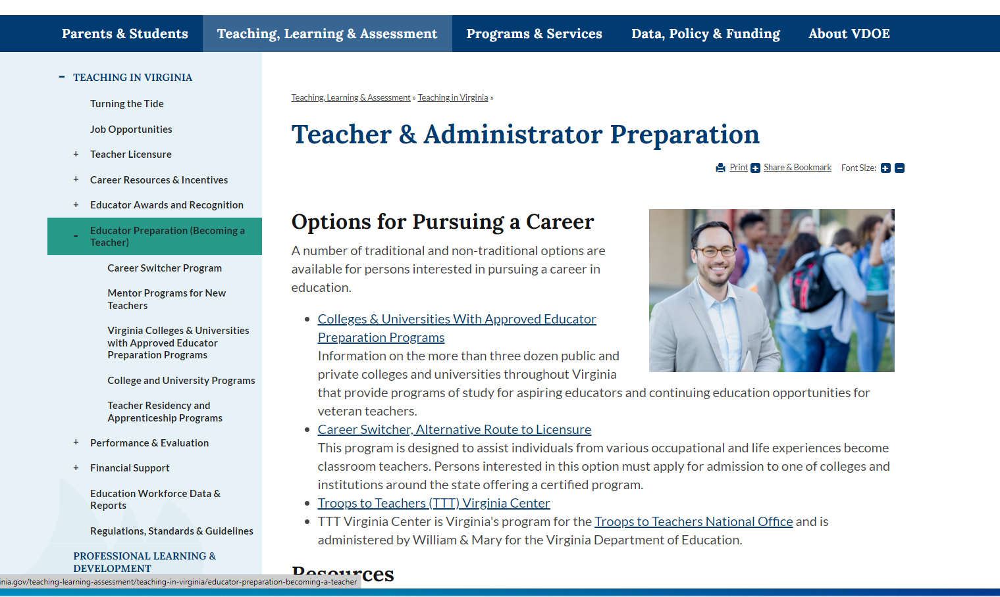 Parents & Students
Teaching, Learning & Assessment
Programs & Services
Data, Policy & Funding
About VDOE
– TEACHING IN VIRGINIA
Turning the Tide
Job Opportunities
+ Teacher Licensure
+ Career Resources & Incentives
+ Educator Awards and Recognition
- Educator Preparation (Becoming a
Teacher)
Career Switcher Program
Mentor Programs for New
Teachers
Virginia Colleges & Universities
with Approved Educator
Preparation Programs
College and University Programs
Teacher Residency and
Apprenticeship Programs
+ Performance & Evaluation
+ Financial Support
Education Workforce Data &
Reports
Regulations, Standards & Guidelines
PROFESSIONAL LEARNING &
DEVELOPMENT
Teaching, Learning & Assessment » Teaching in Virginia »
Teacher & Administrator Preparation
Print + Share & Bookmark Font Size: + –
Options for Pursuing a Career
A number of traditional and non-traditional options are
available for persons interested in pursuing a career in
education.
• Colleges & Universities With Approved Educator
Preparation Programs
Information on the more than three dozen public and
private colleges and universities throughout Virginia
that provide programs of study for aspiring educators and continuing education opportunities for
veteran teachers.
• Career Switcher, Alternative Route to Licensure
This program is designed to assist individuals from various occupational and life experiences become
classroom teachers. Persons interested in this option must apply for admission to one of colleges and
institutions around the state offering a certified program.
• Troops to Teachers (TTT) Virginia Center
• TTT Virginia Center is Virginia's program for the Troops to Teachers National Office and is
administered by William & Mary for the Virginia Department of Education.
Resources
inia.gov/teaching-learning-assessment/teaching-in-virginia/educator-preparation-becoming-a-teacher